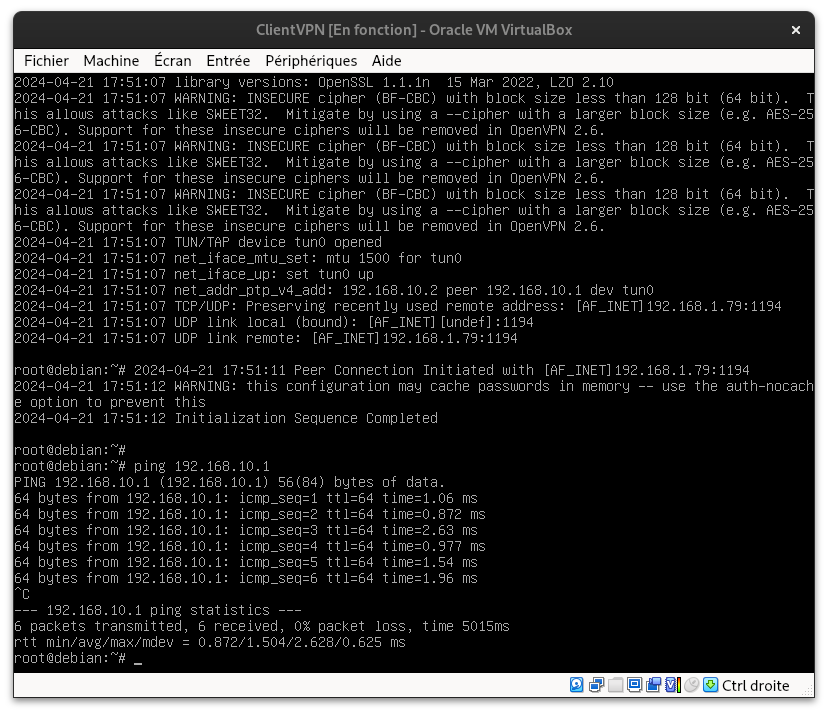 ClientVPN [En fonction] - Oracle VM VirtualBox
Fichier Machine Écran Entrée Périphériques Aide
2024-04-21 17:51:07 library versions: OpenSSL 1.1.1n  15 Mar 2022, LZO 2.10
2024-04-21 17:51:07 WARNING: INSECURE cipher (BF-CBC) with block size less than 128 bit (64 bit).  T
his allows attacks like SWEET32.  Mitigate by using a --cipher with a larger block size (e.g. AES-25
6-CBC). Support for these insecure ciphers will be removed in OpenVPN 2.6.
2024-04-21 17:51:07 WARNING: INSECURE cipher (BF-CBC) with block size less than 128 bit (64 bit).  T
his allows attacks like SWEET32.  Mitigate by using a --cipher with a larger block size (e.g. AES-25
6-CBC). Support for these insecure ciphers will be removed in OpenVPN 2.6.
2024-04-21 17:51:07 WARNING: INSECURE cipher (BF-CBC) with block size less than 128 bit (64 bit).  T
his allows attacks like SWEET32.  Mitigate by using a --cipher with a larger block size (e.g. AES-25
6-CBC). Support for these insecure ciphers will be removed in OpenVPN 2.6.
2024-04-21 17:51:07 TUN/TAP device tun0 opened
2024-04-21 17:51:07 net_iface_mtu_set: mtu 1500 for tun0
2024-04-21 17:51:07 net_iface_up: set tun0 up
2024-04-21 17:51:07 net_addr_ptp_v4_add: 192.168.10.2 peer 192.168.10.1 dev tun0
2024-04-21 17:51:07 TCP/UDP: Preserving recently used remote address: [AF_INET]192.168.1.79:1194
2024-04-21 17:51:07 UDP link local (bound): [AF_INET][undef]:1194
2024-04-21 17:51:07 UDP link remote: [AF_INET]192.168.1.79:1194
root@debian:~# 2024-04-21 17:51:11 Peer Connection Initiated with [AF_INET]192.168.1.79:1194
2024-04-21 17:51:12 WARNING: this configuration may cache passwords in memory -- use the auth-nocach
e option to prevent this
2024-04-21 17:51:12 Initialization Sequence Completed
root@debian:~#
root@debian:~# ping 192.168.10.1
PING 192.168.10.1 (192.168.10.1) 56(84) bytes of data.
64 bytes from 192.168.10.1: icmp_seq=1 ttl=64 time=1.06 ms
64 bytes from 192.168.10.1: icmp_seq=2 ttl=64 time=0.872 ms
64 bytes from 192.168.10.1: icmp_seq=3 ttl=64 time=2.63 ms
64 bytes from 192.168.10.1: icmp_seq=4 ttl=64 time=0.977 ms
64 bytes from 192.168.10.1: icmp_seq=5 ttl=64 time=1.54 ms
64 bytes from 192.168.10.1: icmp_seq=6 ttl=64 time=1.96 ms
^C
--- 192.168.10.1 ping statistics ---
6 packets transmitted, 6 received, 0% packet loss, time 5015ms
rtt min/avg/max/mdev = 0.872/1.504/2.628/0.625 ms
root@debian:~# _
Ctrl droite